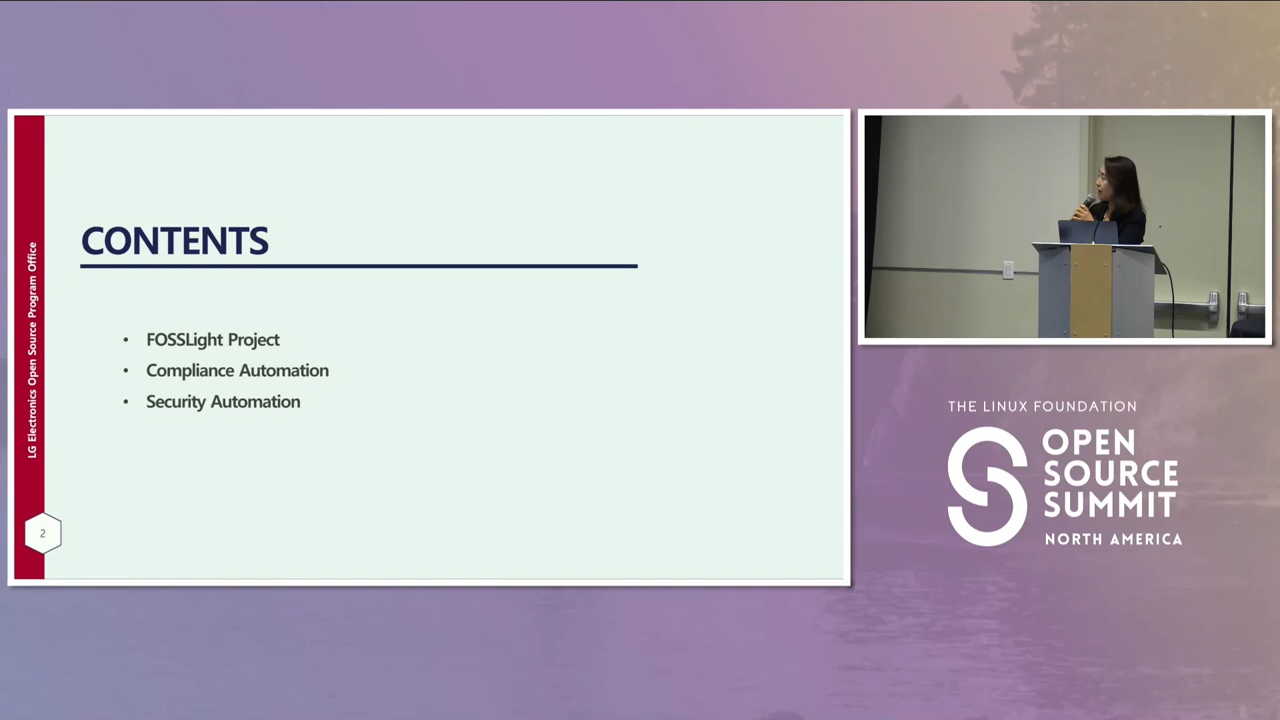 CONTENTS
• FOSSLight Project
• Compliance Automation
• Security Automation
LG Electronics Open Source Program Office
2
THE LINUX FOUNDATION
OPEN
SOURCE
SUMMIT
NORTH AMERICA